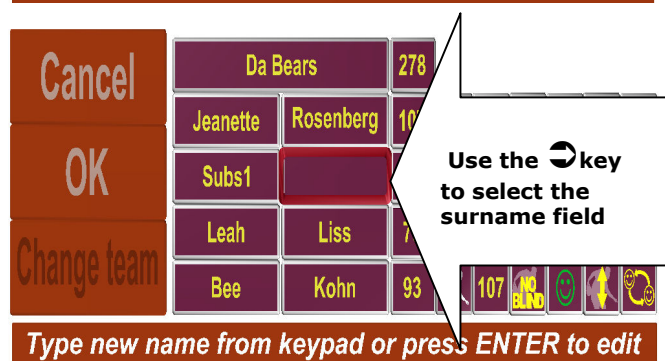 Cancel
OK
Change team
Da Bears 278
Jeanette Rosenberg
Subs1
Leah Liss
Bee Kohn 93 107 NO BLIND
Use the ➲ key
to select the
surname field
Type new name from keypad or press ENTER to edit